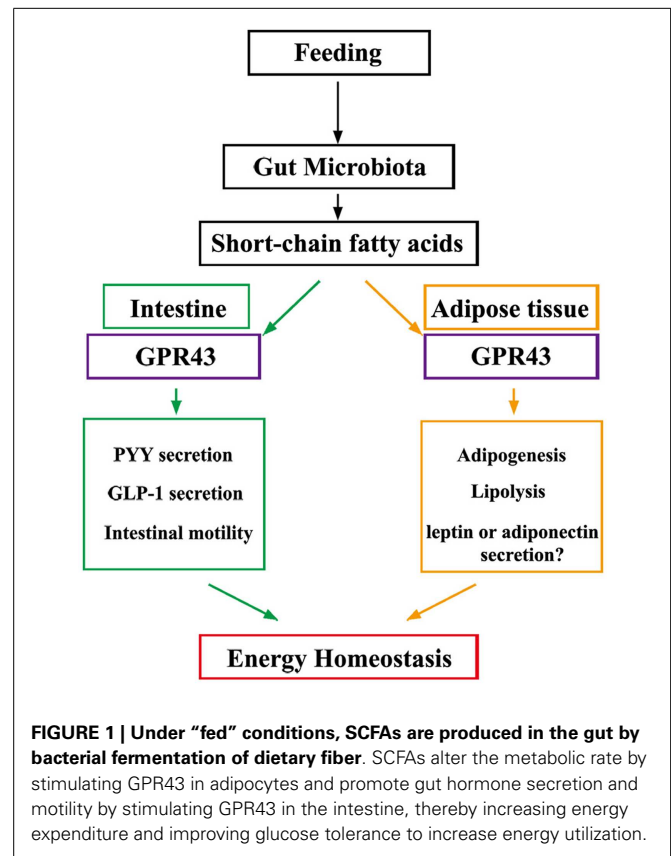 Feeding
Gut Microbiota
Short-chain fatty acids
Intestine
GPR43
PYY secretion
GLP-1 secretion
Intestinal motility
Adipose tissue
GPR43
Adipogenesis
Lipolysis
leptin or adiponectin
secretion?
Energy Homeostasis
FIGURE 1 | Under “fed” conditions, SCFAs are produced in the gut by
bacterial fermentation of dietary fiber. SCFAs alter the metabolic rate by
stimulating GPR43 in adipocytes and promote gut hormone secretion and
motility by stimulating GPR43 in the intestine, thereby increasing energy
expenditure and improving glucose tolerance to increase energy utilization.